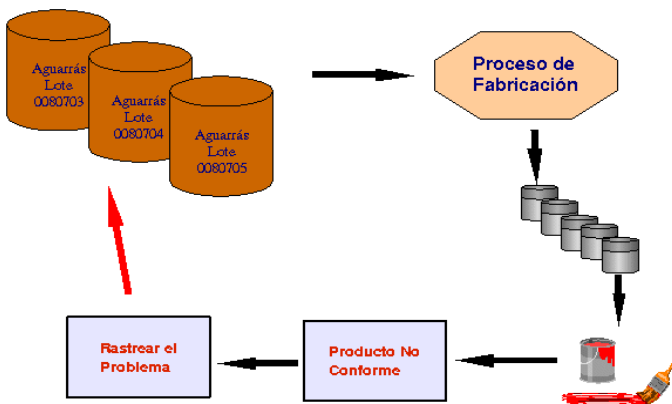 Aguarrás
Lote
0080703
Aguarrás
Lote
0080704
Aguarrás
Lote
0080705
Proceso de
Fabricación
Producto No
Conforme
Rastrear el
Problema